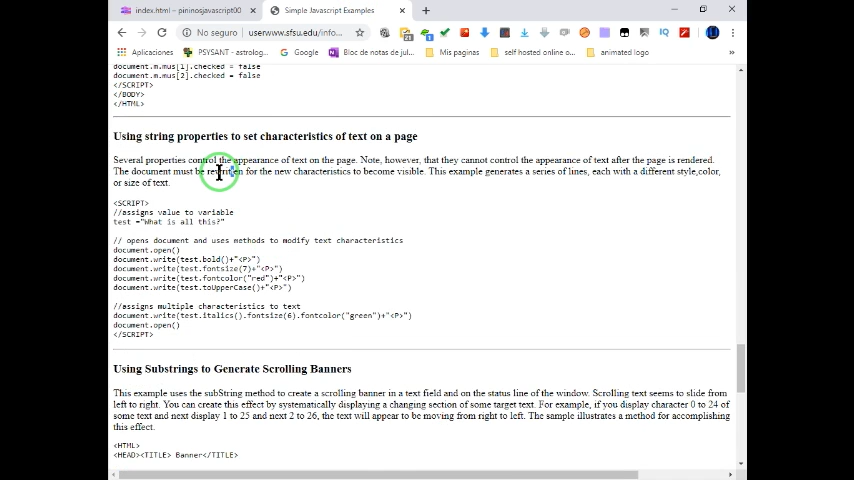 index.html – pininosjavascript00
Simple Javascript Examples
No seguro
userwww.sfsu.edu/info...
Aplicaciones
PSYSANT - astrolog...
Google
Blog de notas de jul...
Mis paginas
self hosted online o...
animated logo
»
document.m.mus[1].checked = false
document.m.mus[2].checked = false
</SCRIPT>
</BODY>
</HTML>
Using string properties to set characteristics of text on a page
Several properties control the appearance of text on the page. Note, however, that they cannot control the appearance of text after the page is rendered.
The document must be rewritten for the new characteristics to become visible. This example generates a series of lines, each with a different style,color,
or size of text.
<SCRIPT>
//assigns value to variable
test ="What is all this?"
// opens document and uses methods to modify text characteristics
document.open()
document.write(test.bold()+"<P>")
document.write(test.fontsize(7)+"<P>")
document.write(test.fontcolor("red")+"<P>")
document.write(test.toUpperCase()+"<P>")
//assigns multiple characteristics to text
document.write(test.italics().fontsize(6).fontcolor("green")+"<P>")
document.open()
</SCRIPT>
Using Substrings to Generate Scrolling Banners
This example uses the subString method to create a scrolling banner in a text field and on the status line of the window. Scrolling text seems to slide from
left to right. You can create this effect by systematically displaying a changing section of some target text. For example, if you display character 0 to 24 of
some text and next display 1 to 25 and next 2 to 26, the text will appear to be moving from right to left. The sample illustrates a method for accomplishing
this effect.
<HTML>
<HEAD><TITLE> Banner</TITLE>